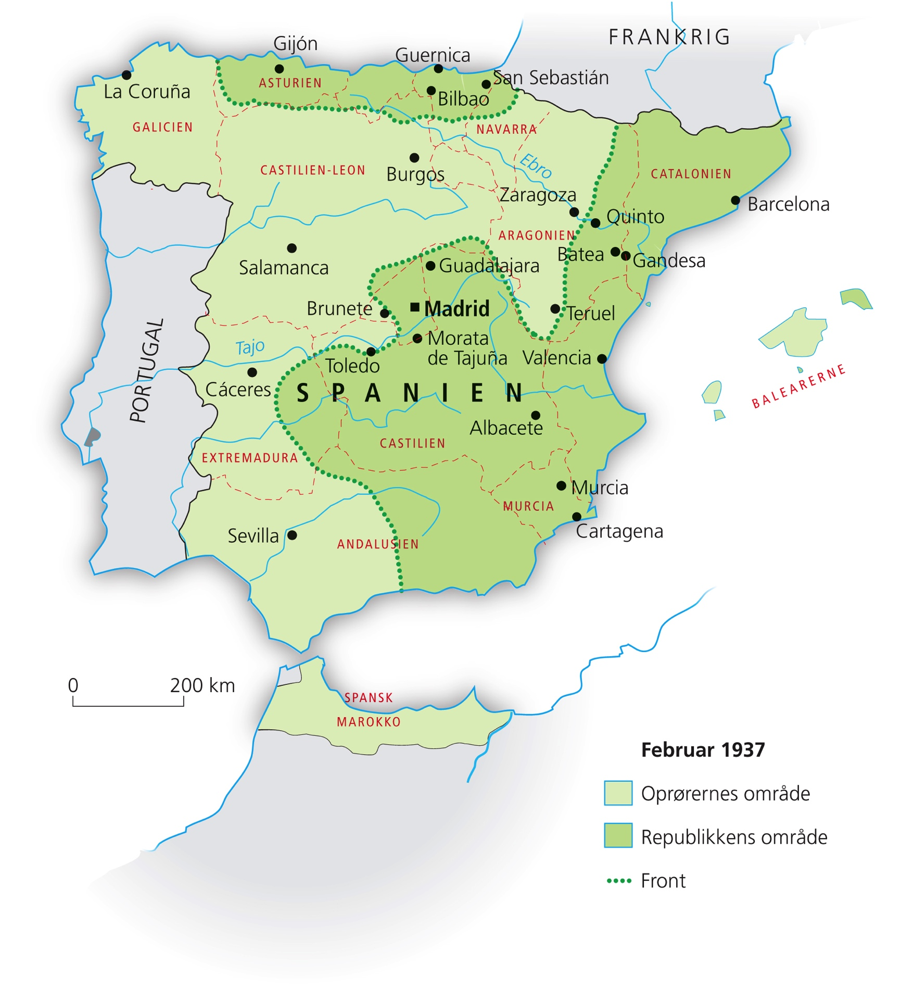 FRANKRIG
Gijón
Guernica
La Coruña
ASTURIEN
San Sebastián
Bilbao
GALICIEN
NAVARRA
Ebro
CASTILIEN-LEON
Burgos
CATALONIEN
Zaragoza
Barcelona
Quinto
ARAGONIEN
Batea
Gandesa
Salamanca
Guadalajara
Brunete
Madrid
Teruel
PORTUGAL
Tajo
Morata
de Tajuña
Valencia
Toledo
BALEARERNE
Cáceres
SPANIEN
Albacete
CASTILIEN
EXTREMADURA
Murcia
MURCIA
Cartagena
Sevilla
ANDALUSIEN
0 200 km
SPANSK
MAROKKO
Februar 1937
Oprørernes område
Republikkens område
Front